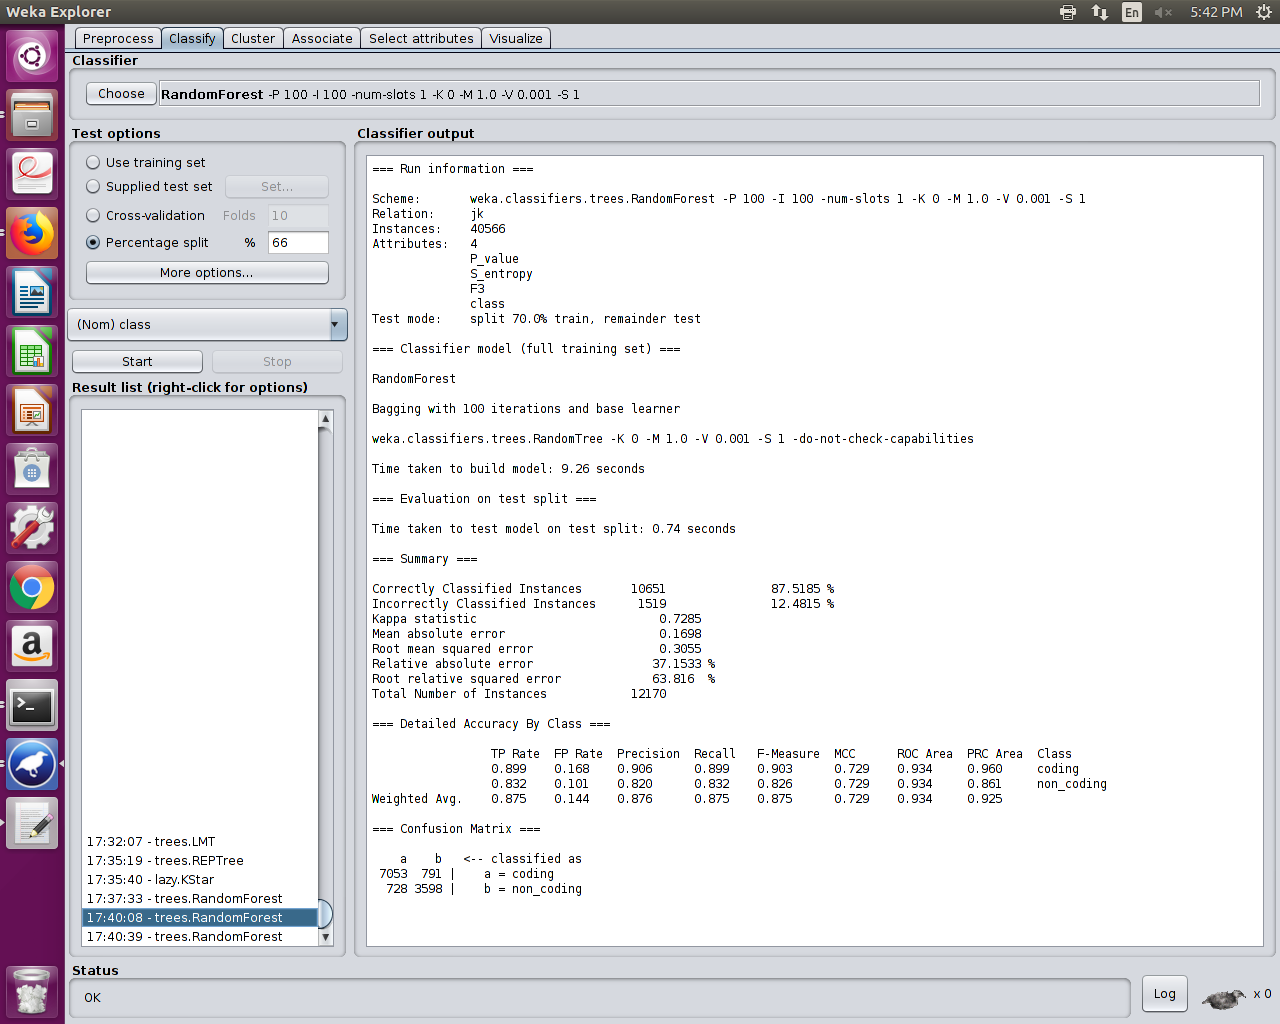 Weka Explorer
En
5:42 PM
Preprocess Classify Cluster Associate Select attributes Visualize
Classifier
Choose RandomForest -P 100 -I 100 -num-slots 1 -K 0 -M 1.0 -V 0.001 -S 1
Test options
Use training set
Supplied test set Set...
Cross-validation Folds 10
Percentage split % 66
More options...
(Nom) class
Start Stop
Result list (right-click for options)
17:32:07 - trees.LMT
17:35:19 - trees.REPTree
17:35:40 - lazy.KStar
17:37:33 - trees.RandomForest
17:40:08 - trees.RandomForest
17:40:39 - trees.RandomForest
Classifier output
=== Run information ===
Scheme: weka.classifiers.trees.RandomForest -P 100 -I 100 -num-slots 1 -K 0 -M 1.0 -V 0.001 -S 1
Relation: jk
Instances: 40566
Attributes: 4
P_value
S_entropy
F3
class
Test mode: split 70.0% train, remainder test
=== Classifier model (full training set) ===
RandomForest
Bagging with 100 iterations and base learner
weka.classifiers.trees.RandomTree -K 0 -M 1.0 -V 0.001 -S 1 -do-not-check-capabilities
Time taken to build model: 9.26 seconds
=== Evaluation on test split ===
Time taken to test model on test split: 0.74 seconds
=== Summary ===
Correctly Classified Instances 10651 87.5185 %
Incorrectly Classified Instances 1519 12.4815 %
Kappa statistic 0.7285
Mean absolute error 0.1698
Root mean squared error 0.3055
Relative absolute error 37.1533 %
Root relative squared error 63.816 %
Total Number of Instances 12170
=== Detailed Accuracy By Class ===
TP Rate FP Rate Precision Recall F-Measure MCC ROC Area PRC Area Class
0.899 0.168 0.906 0.899 0.903 0.729 0.934 0.960 coding
0.832 0.101 0.820 0.832 0.826 0.729 0.934 0.861 non_coding
Weighted Avg. 0.875 0.144 0.876 0.875 0.875 0.729 0.934 0.925
=== Confusion Matrix ===
a b <-- classified as
7053 791 | a = coding
728 3598 | b = non_coding
Status
OK
Log
x 0